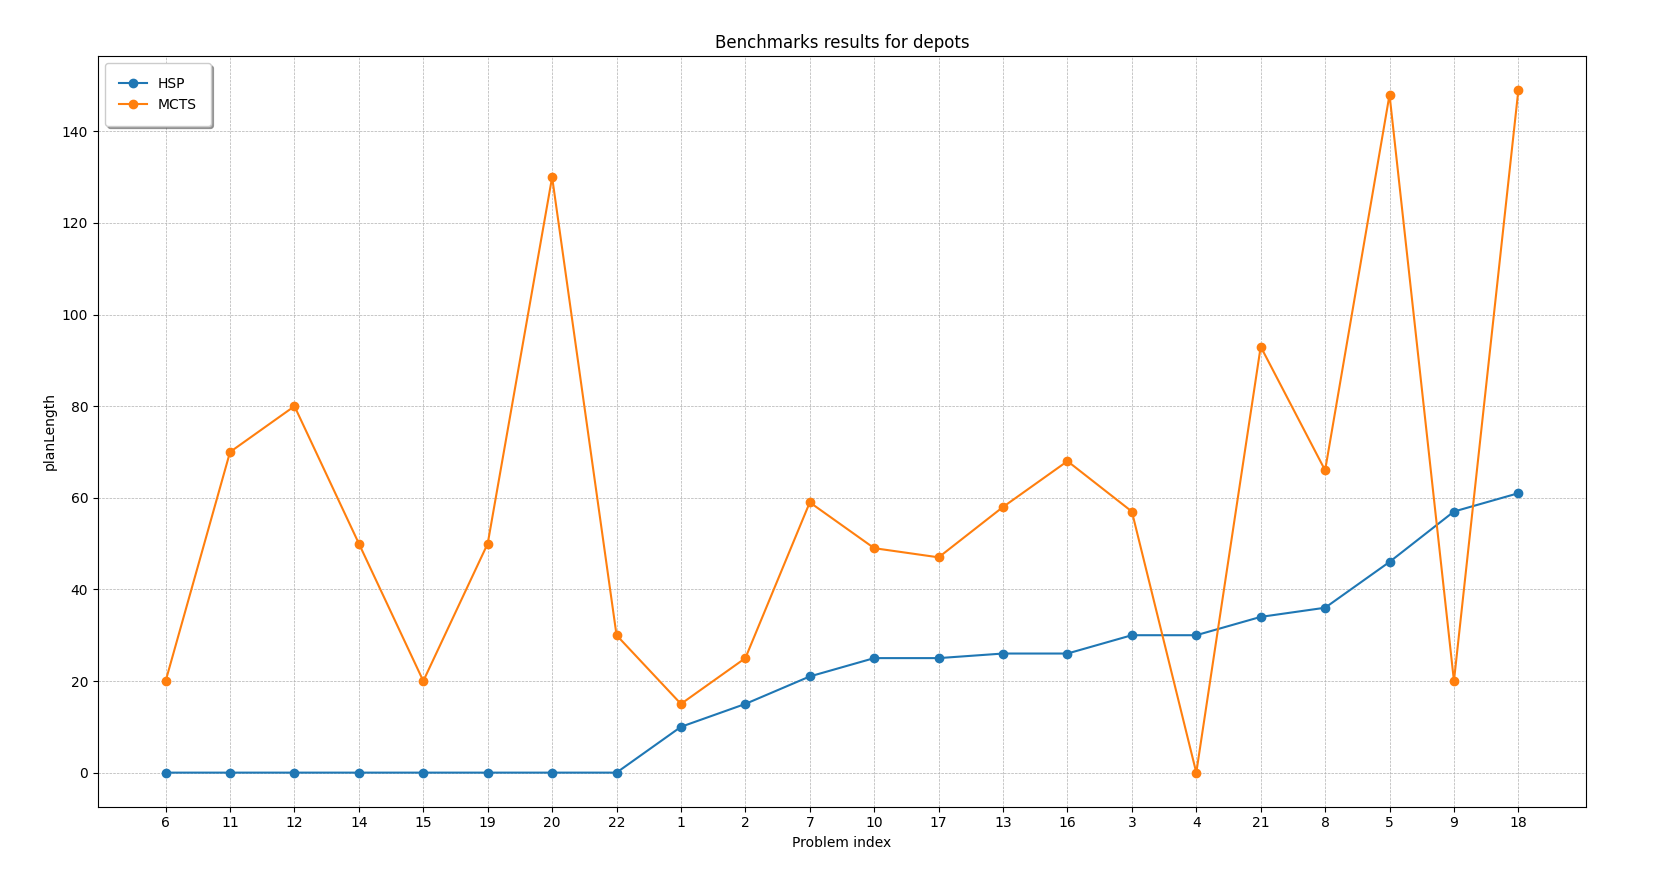 Benchmarks results for depots
HSP
MCTS
140
120
100
80
60
40
20
0
planLength
6 11 12 14 15 19 20 22 1 2 7 10 17 13 16 3 4 21 8 5 9 18
Problem index